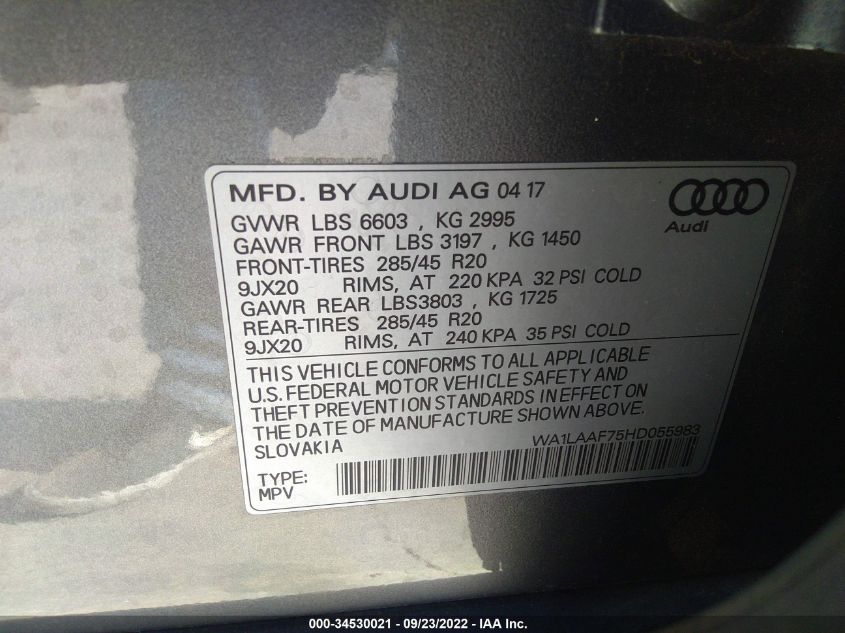 MFD. BY AUDI AG 04 17
Audi
GVWR LBS 6603 , KG 2995
GAWR FRONT LBS 3197 , KG 1450
FRONT-TIRES 285/45 R20
9JX20 RIMS, AT 220 KPA 32 PSI COLD
GAWR REAR LBS3803 , KG 1725
REAR-TIRES 285/45 R20
9JX20 RIMS, AT 240 KPA 35 PSI COLD
THIS VEHICLE CONFORMS TO ALL APPLICABLE
U.S. FEDERAL MOTOR VEHICLE SAFETY AND
THEFT PREVENTION STANDARDS IN EFFECT ON
THE DATE OF MANUFACTURE SHOWN ABOVE.
SLOVAKIA
WA1LAAF75HD055983
TYPE:
MPV
000-34530021 - 09/23/2022 - IAA Inc.